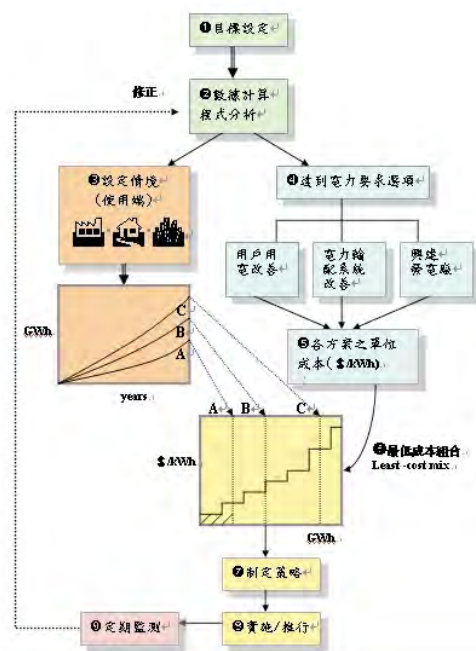 ❶目標設定
修正
❷數據計算
程式分析
❸設定情境
(使用端)
❹達到電力要求選項
用戶用
電改善
電力輸
配系統
改善
興建
發電廠
GWh
C
B
A
years
❺各方案之單位
成本($/kWh)
A
B
C
$/kWh
❻最低成本組合
Least-cost mix
GWh
❼制定策略
❽實施/推行
❾定期監測